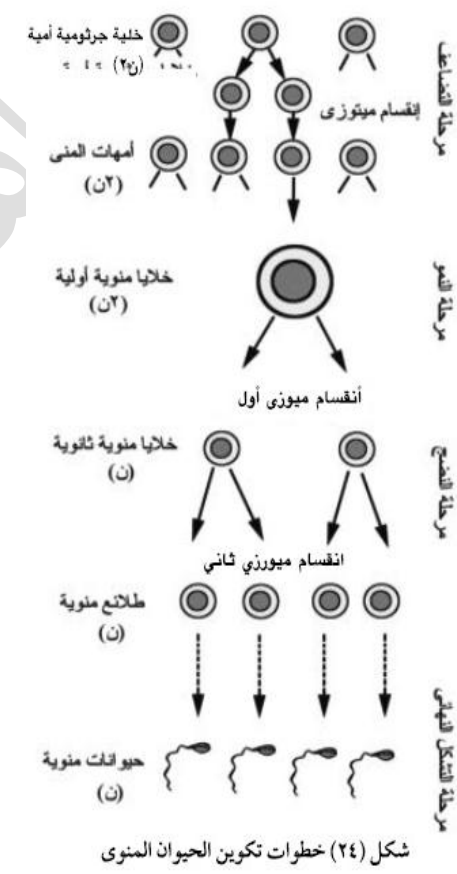 مرحلة التضاعف
خلية جرثومية أمية
(٢ن)
إنقسام ميتوزى
أمهات المنى
(٢ن)
مرحلة النمو
خلايا منوية أولية
(٢ن)
أنقسام ميوزى أول
مرحلة النضج
خلايا منوية ثانوية
(ن)
انقسام ميورزي ثاني
طلائع منوية
(ن)
مرحلة التشكل النهائى
حيوانات منوية
(ن)
شكل (٢٤) خطوات تكوين الحيوان المنوى